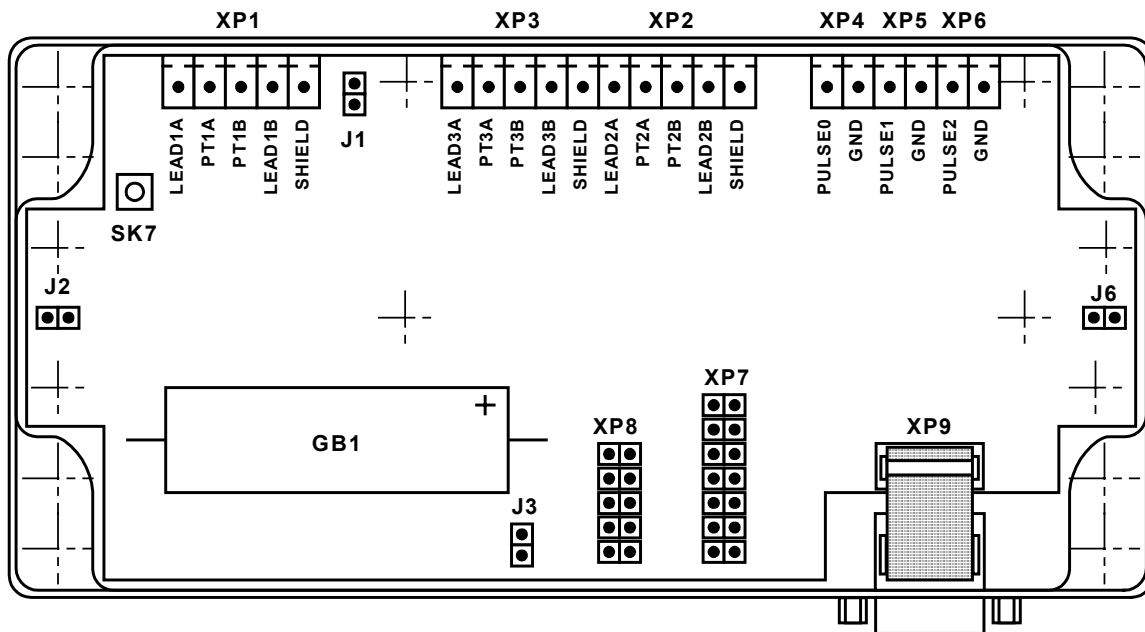 XP1 XP3 XP2 XP4 XP5 XP6
LEAD1A
PT1A
PT1B
LEAD1B
SHIELD
J1
LEAD3A
PT3A
PT3B
LEAD3B
SHIELD
LEAD2A
PT2A
PT2B
LEAD2B
SHIELD
PULSE0
GND
PULSE1
GND
PULSE2
GND
SK7
J2
J6
XP7
+
GB1
XP8
XP9
J3